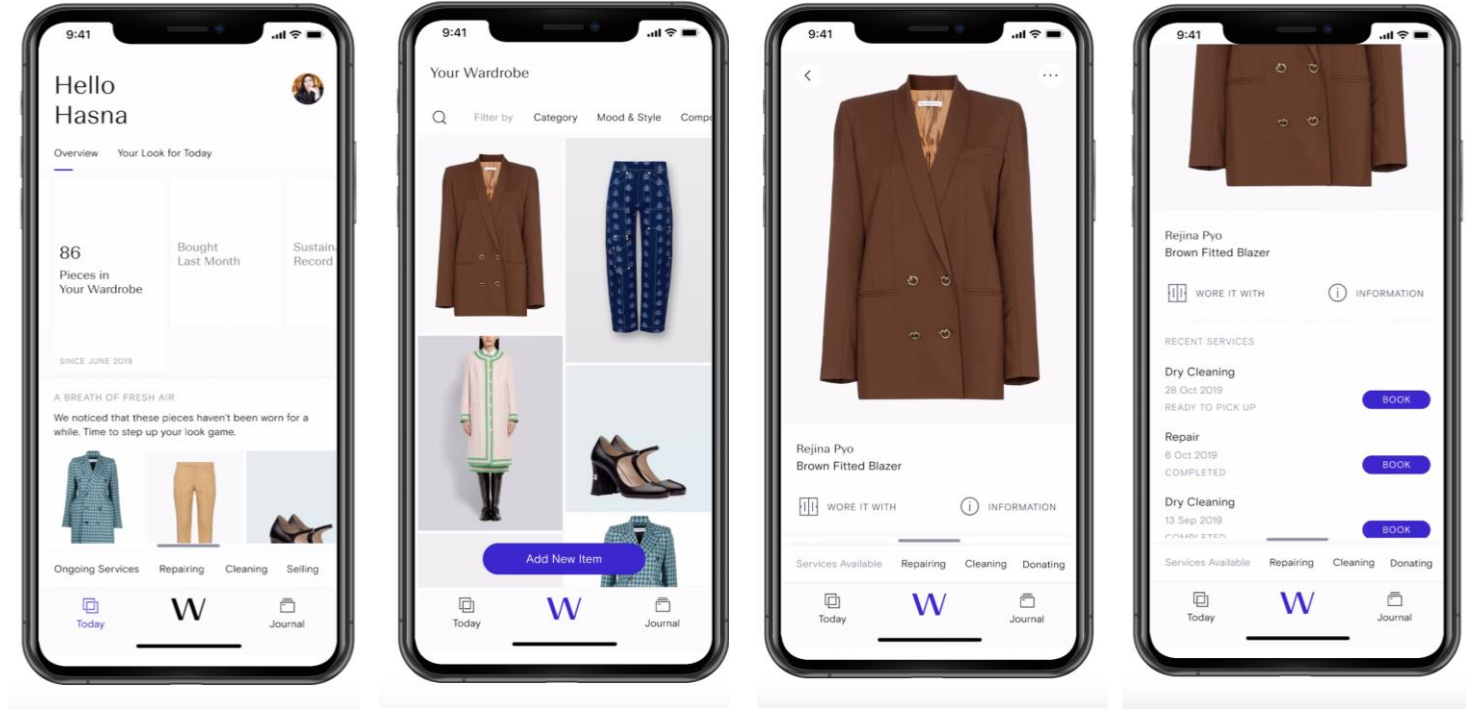 9:41
Hello
Hasna
Overview Your Look for Today
86
Pieces in
Your Wardrobe
SINCE JUNE 2019
Bought
Last Month
Sustain
Record
A BREATH OF FRESH AIR
We noticed that these pieces haven't been worn for a
while. Time to step up your look game.
Ongoing Services Repairing Cleaning Selling
Today W Journal
9:41
Your Wardrobe
Filter by Category Mood & Style Compo
Add New Item
Today W Journal
9:41
Rejina Pyo
Brown Fitted Blazer
WORE IT WITH INFORMATION
Services Available Repairing Cleaning Donating
Today W Journal
9:41
Rejina Pyo
Brown Fitted Blazer
WORE IT WITH INFORMATION
RECENT SERVICES
Dry Cleaning
28 Oct 2019
READY TO PICK UP
BOOK
Repair
6 Oct 2019
COMPLETED
BOOK
Dry Cleaning
13 Sep 2019
COMPLETED
BOOK
Services Available Repairing Cleaning Donating
Today W Journal